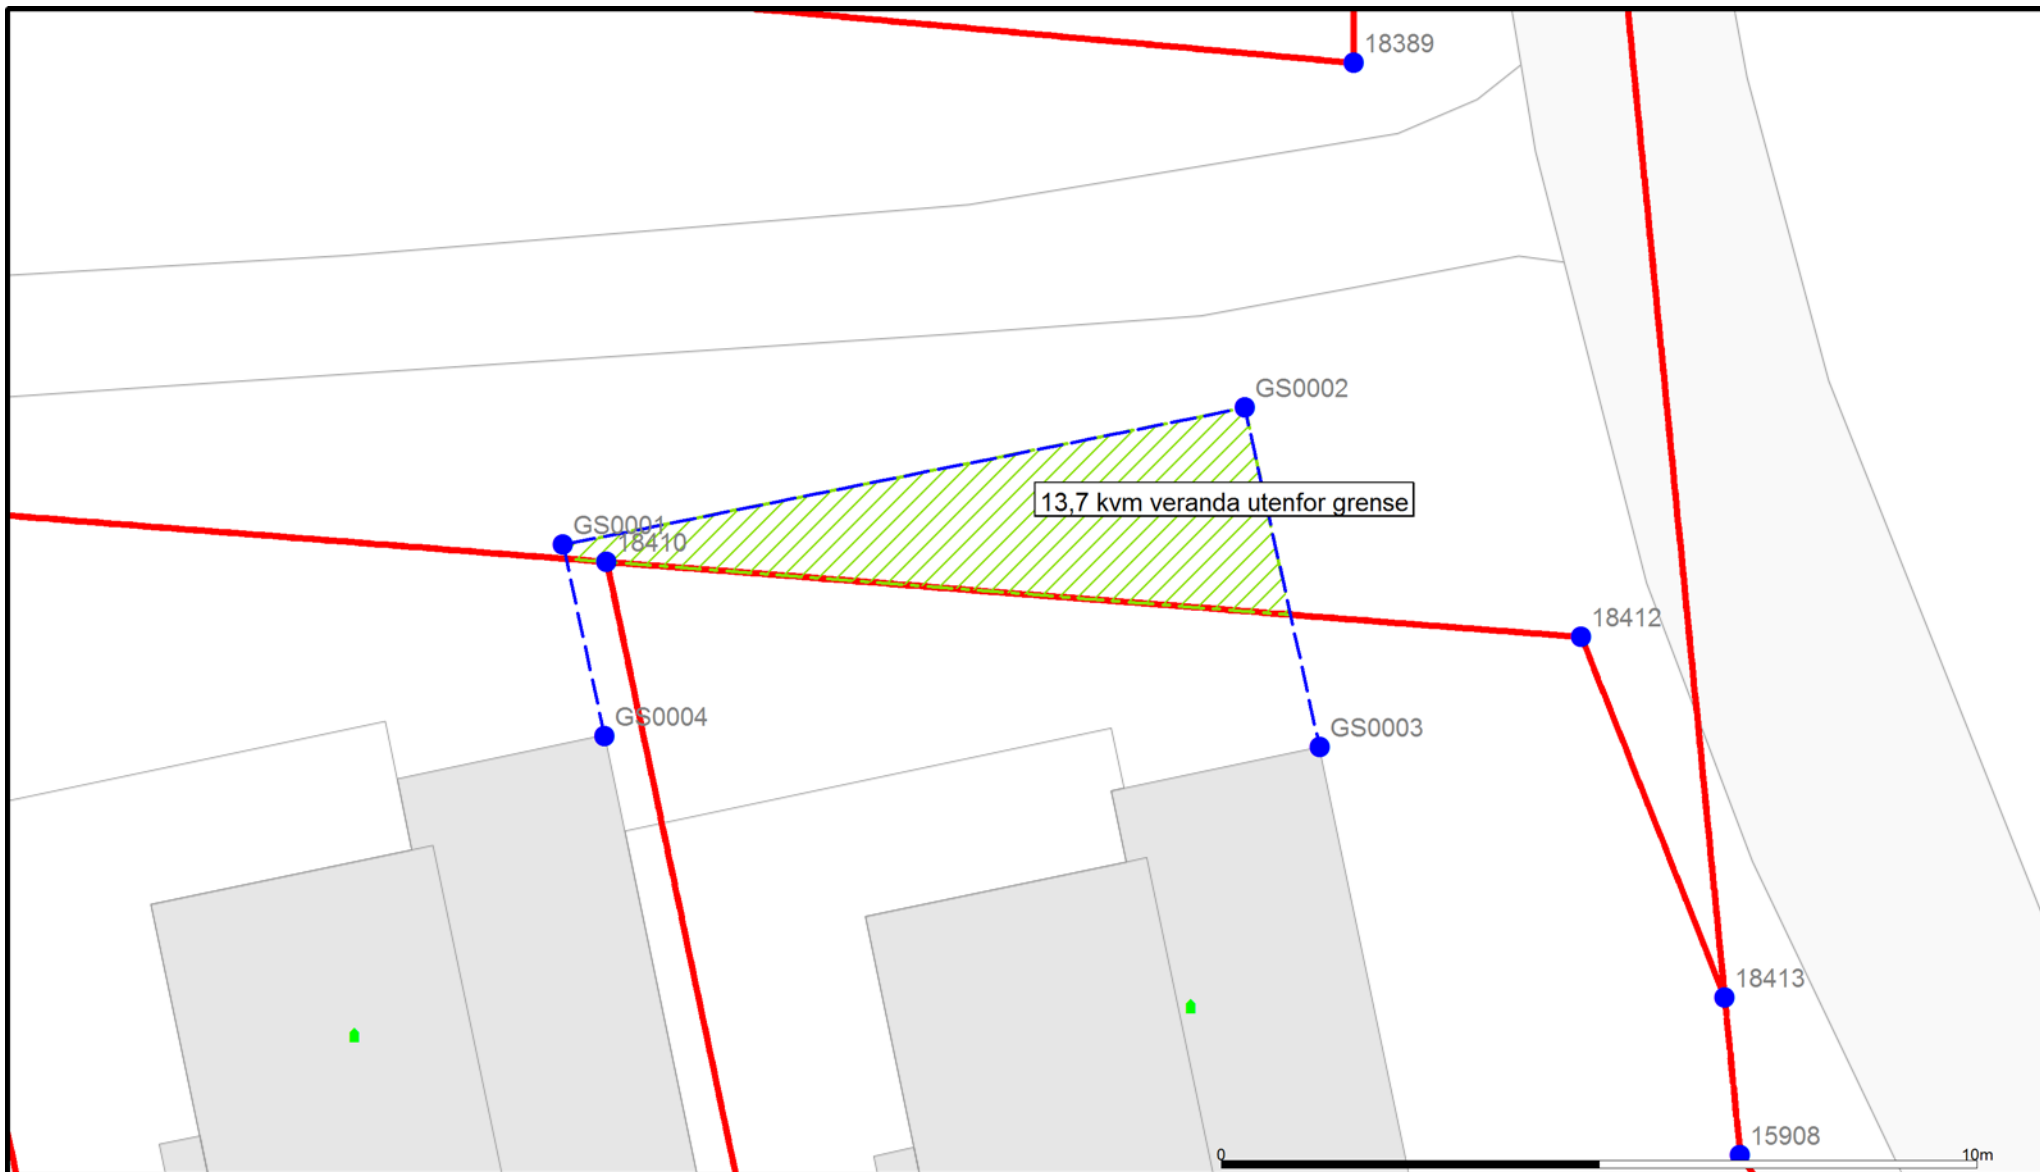 18389
GS0002
13,7 kvm veranda utenfor grense
GS0001
18410
18412
GS0004
GS0003
18413
15908
0
10m